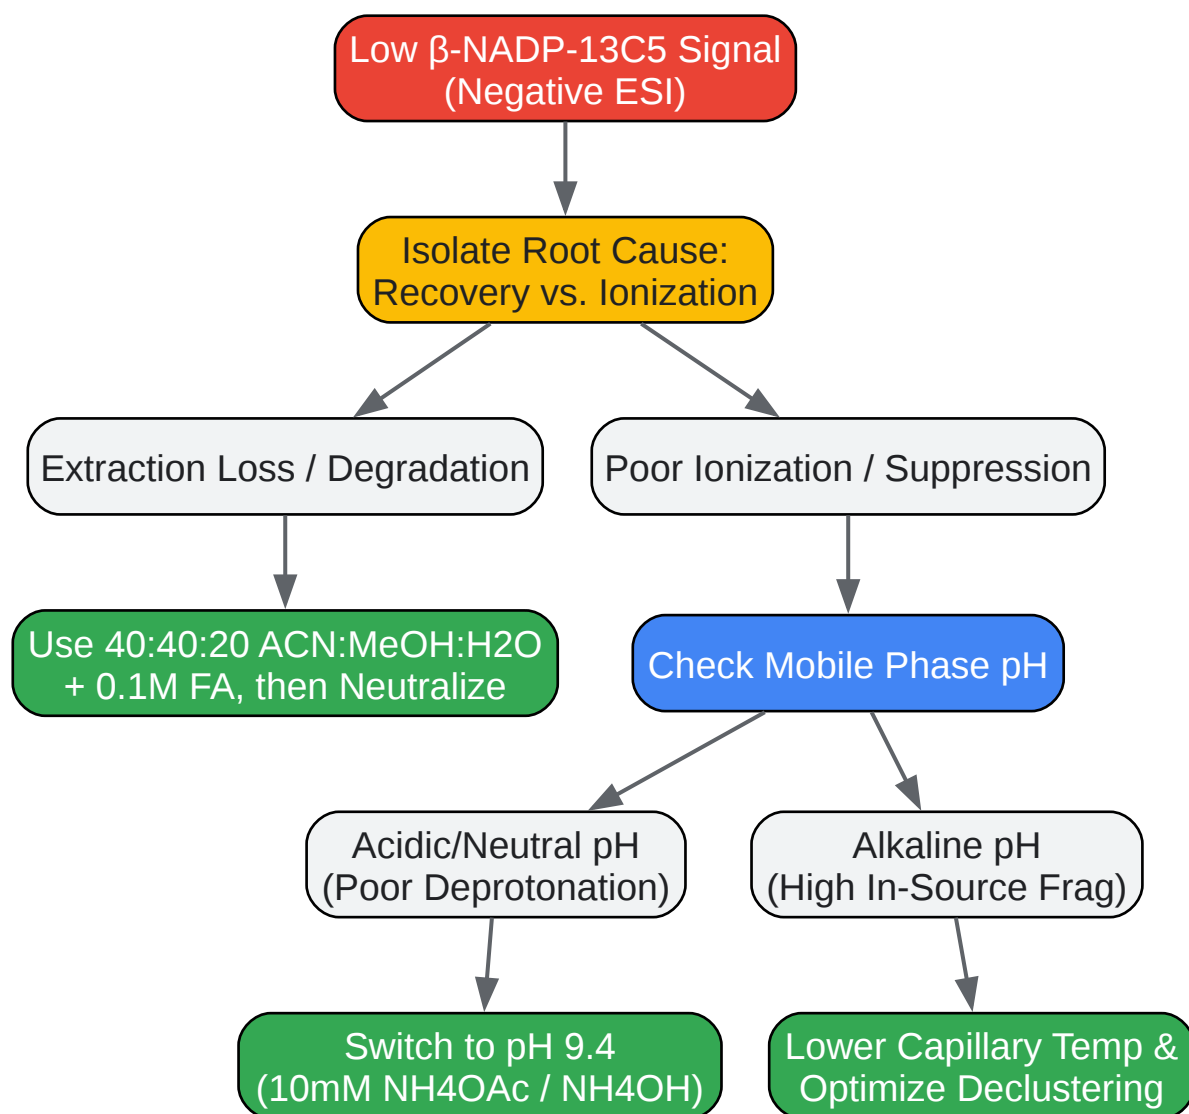 Low β-NADP-13C5 Signal
(Negative ESI)
Isolate Root Cause:
Recovery vs. Ionization
Extraction Loss / Degradation
Poor Ionization / Suppression
Use 40:40:20 ACN:MeOH:H2O
+ 0.1M FA, then Neutralize
Check Mobile Phase pH
Acidic/Neutral pH
(Poor Deprotonation)
Alkaline pH
(High In-Source Frag)
Switch to pH 9.4
(10mM NH4OAc / NH4OH)
Lower Capillary Temp &
Optimize Declustering